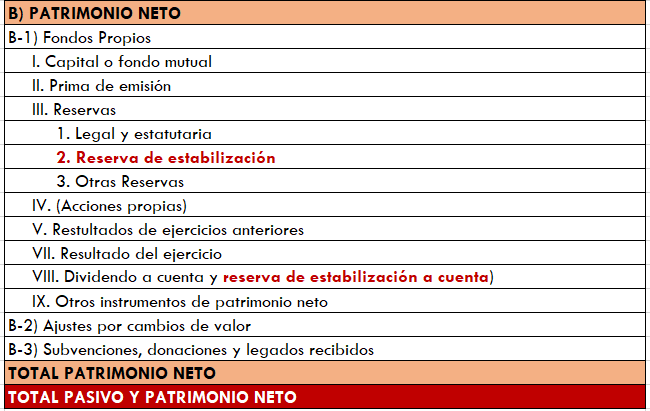 B) PATRIMONIO NETO
B-1) Fondos Propios
I. Capital o fondo mutual
II. Prima de emisión
III. Reservas
1. Legal y estatutaria
2. Reserva de estabilización
3. Otras Reservas
IV. (Acciones propias)
V. Restultados de ejercicios anteriores
VII. Resultado del ejercicio
VIII. Dividendo a cuenta y reserva de estabilización a cuenta)
IX. Otros instrumentos de patrimonio neto
B-2) Ajustes por cambios de valor
B-3) Subvenciones, donaciones y legados recibidos
TOTAL PATRIMONIO NETO
TOTAL PASIVO Y PATRIMONIO NETO